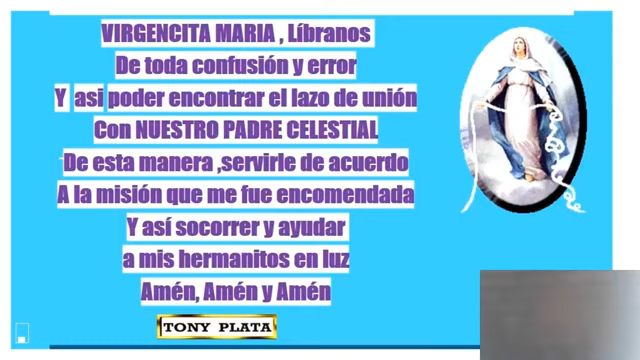 VIRGENCITA MARIA , Líbranos
De toda confusión y error
Y asi poder encontrar el lazo de unión
Con NUESTRO PADRE CELESTIAL
De esta manera ,servirle de acuerdo
A la misión que me fue encomendada
Y así socorrer y ayudar
a mis hermanitos en luz
Amén, Amén y Amén
TONY PLATA